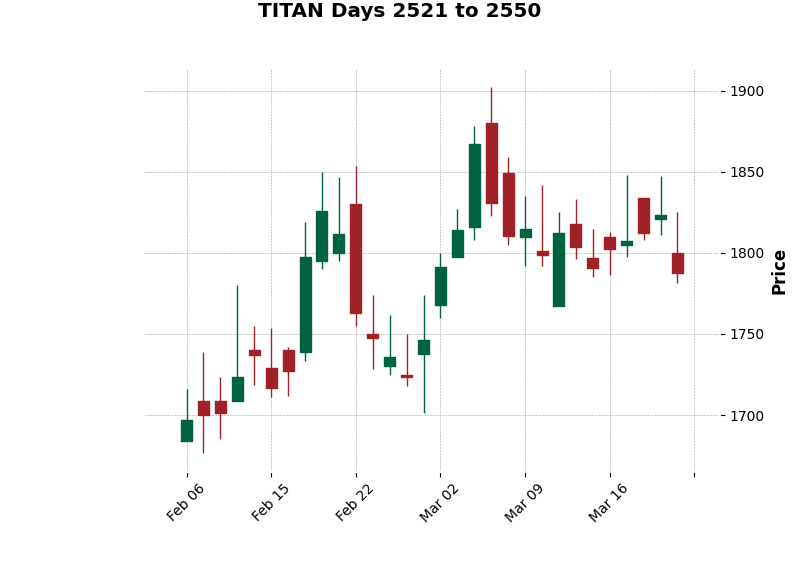 TITAN Days 2521 to 2550
1900
1850
1800
1750
1700
Price
Feb 06
Feb 15
Feb 22
Mar 02
Mar 09
Mar 16